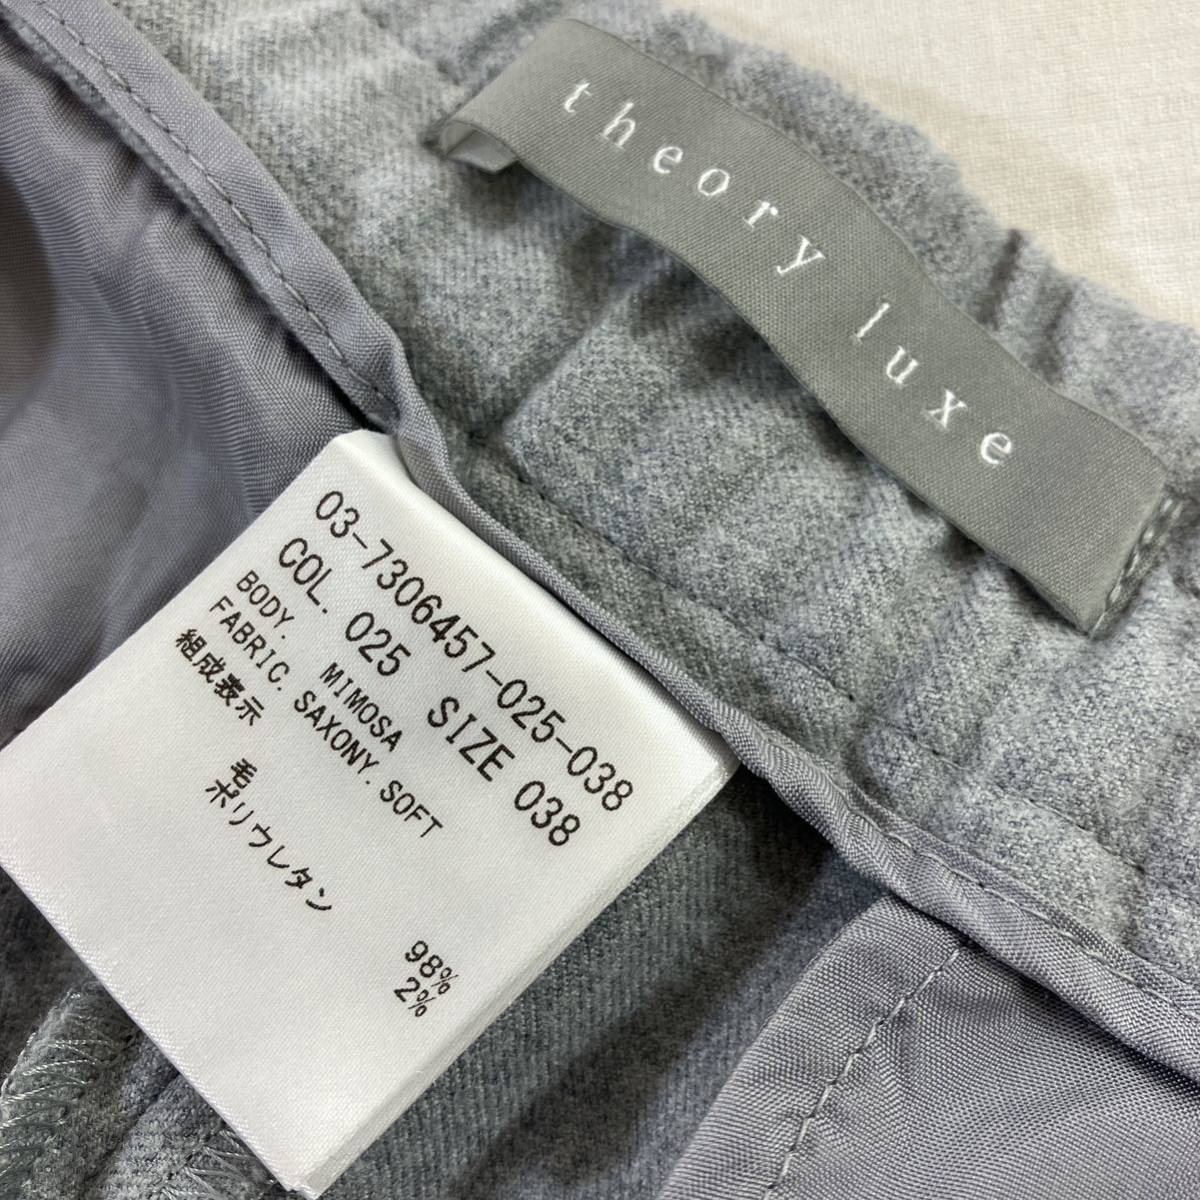 theory luxe
03-7306457-025-038
COL. 025 SIZE 038
BODY. MIMOSA
FABRIC. SAXONY.SOFT
組成表示
毛 98%
ポリウレタン 2%